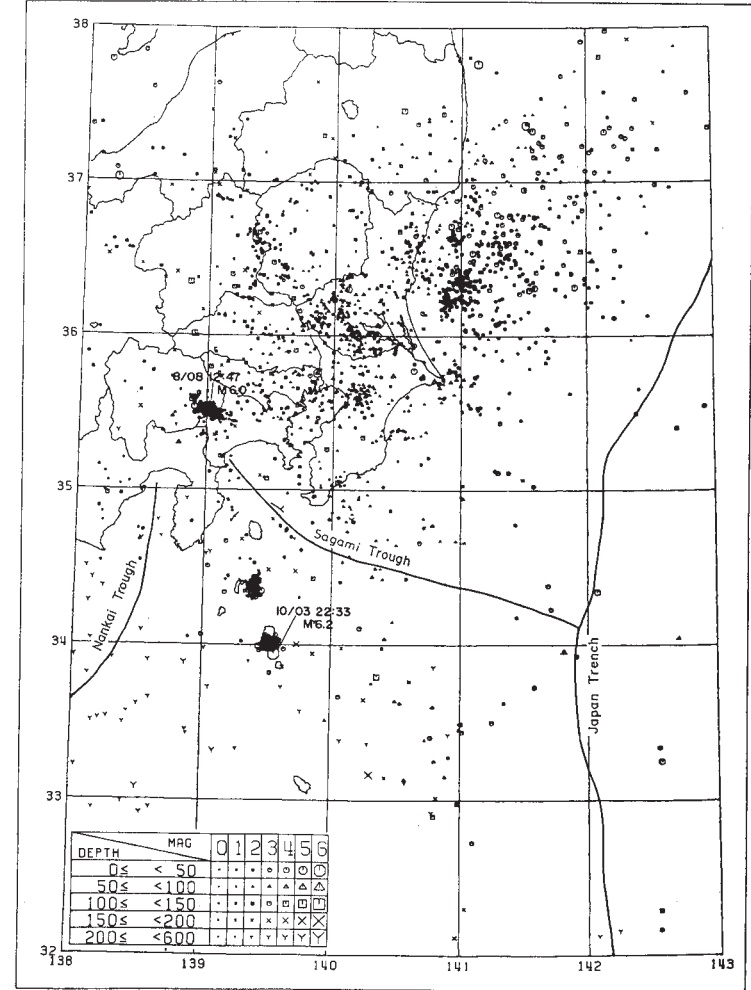 38
37
36
8/08 12:47
M6.0
35
Sagami Trough
Nankai Trough
10/03 22:33
M6.2
34
Japan Trench
33
DEPTH MAG 0 1 2 3 4 5 6
0≤ < 50
50≤ <100
100≤ <150
150≤ <200
200≤ <600
32
138 139 140 141 142 143